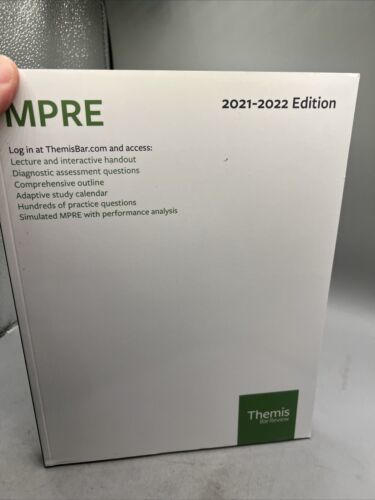 MPRE
2021-2022 Edition
Log in at ThemisBar.com and access:
Lecture and interactive handout
Diagnostic assessment questions
Comprehensive outline
Adaptive study calendar
Hundreds of practice questions
Simulated MPRE with performance analysis
Themis
Bar Review